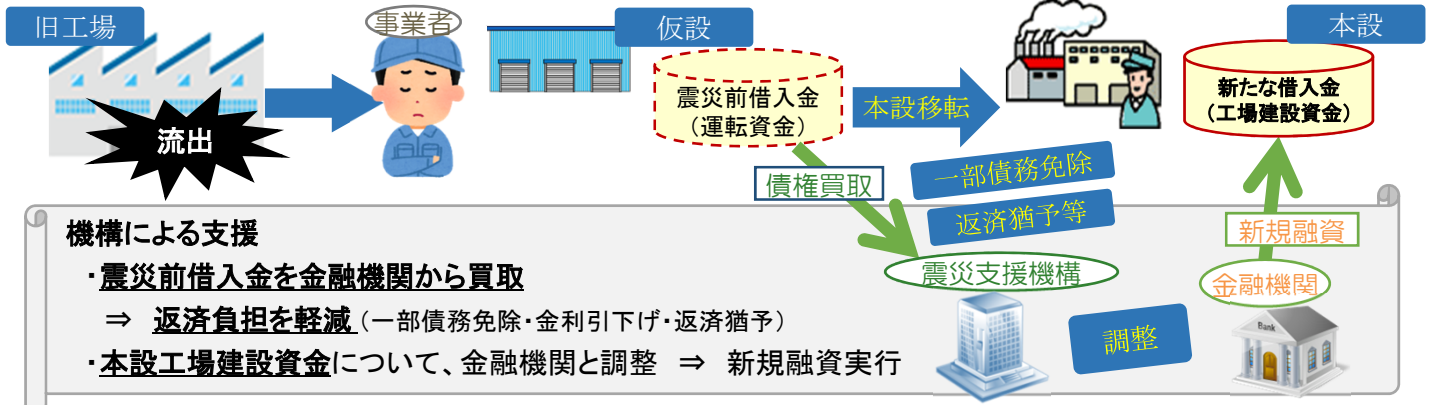 旧工場
流出
事業者
仮設
震災前借入金
（運転資金）
本設移転
本設
新たな借入金
（工場建設資金）
債権買取
一部債務免除
返済猶予等
新規融資
震災支援機構
金融機関
調整
Bank
機構による支援
・震災前借入金を金融機関から買取
⇒ 返済負担を軽減（一部債務免除・金利引下げ・返済猶予）
・本設工場建設資金について、金融機関と調整 ⇒ 新規融資実行